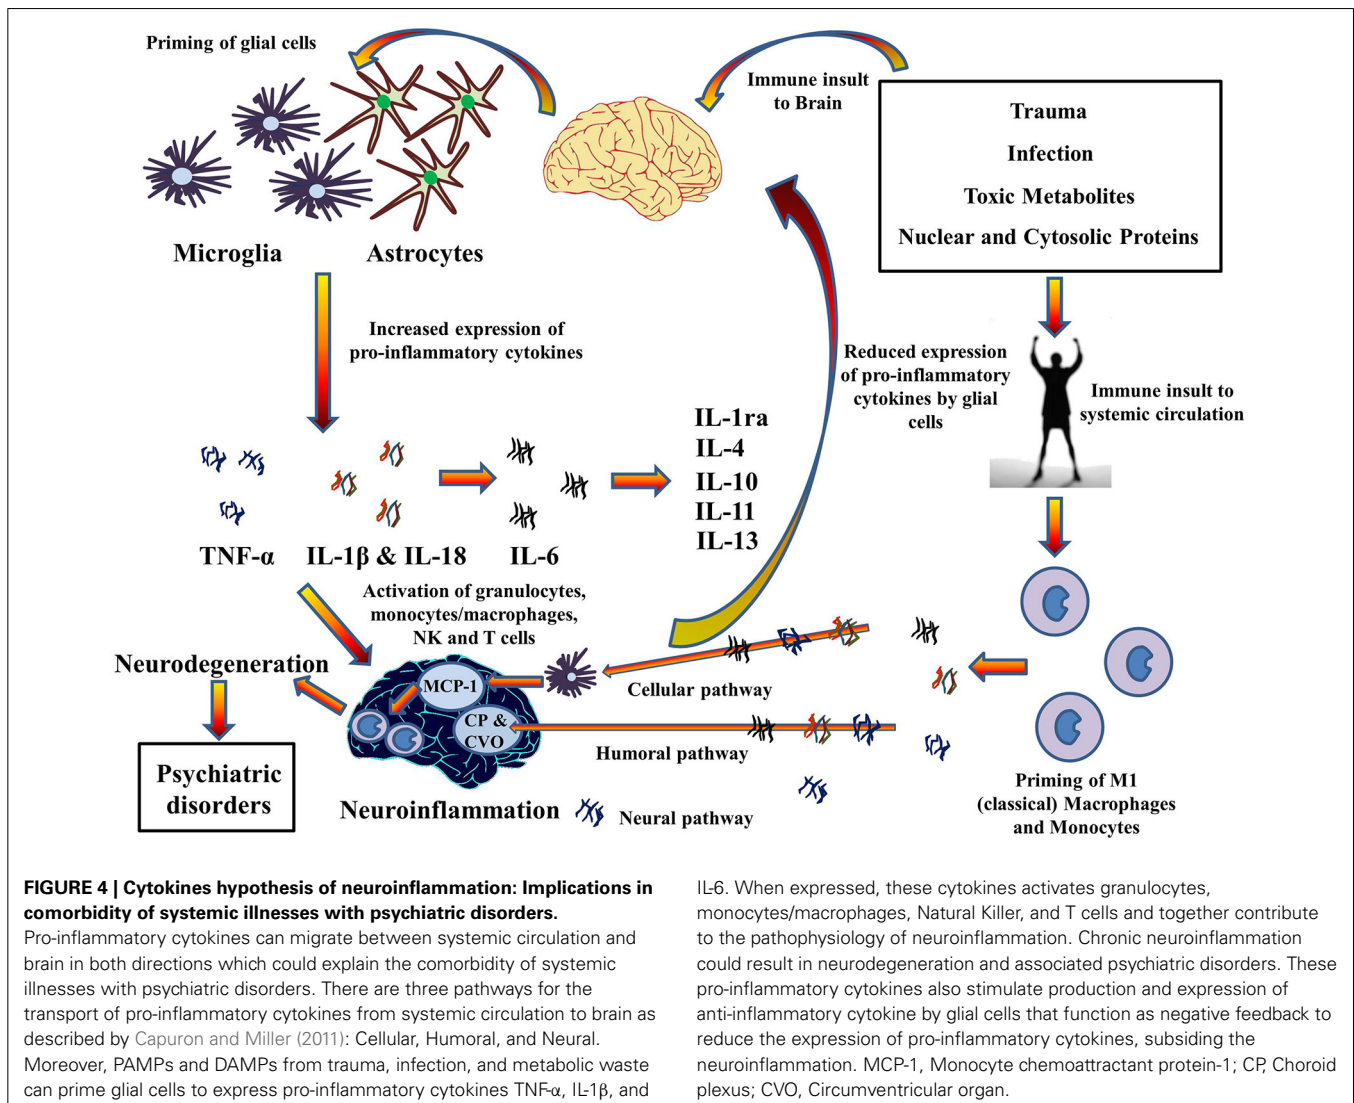 Priming of glial cells
Immune insult
to Brain
Trauma
Infection
Toxic Metabolites
Nuclear and Cytosolic Proteins
Microglia
Astrocytes
Increased expression of
pro-inflammatory cytokines
Reduced expression
of pro-inflammatory
cytokines by glial
cells
Immune insult to
systemic circulation
IL-1ra
IL-4
IL-10
IL-11
IL-13
TNF-α
IL-1β & IL-18
IL-6
Activation of granulocytes,
monocytes/macrophages,
NK and T cells
Neurodegeneration
MCP-1
CP &
CVO
Cellular pathway
Humoral pathway
Neural pathway
Psychiatric
disorders
Neuroinflammation
Priming of M1
(classical) Macrophages
and Monocytes
FIGURE 4 | Cytokines hypothesis of neuroinflammation: Implications in
comorbidity of systemic illnesses with psychiatric disorders.
Pro-inflammatory cytokines can migrate between systemic circulation and
brain in both directions which could explain the comorbidity of systemic
illnesses with psychiatric disorders. There are three pathways for the
transport of pro-inflammatory cytokines from systemic circulation to brain as
described by Capuron and Miller (2011): Cellular, Humoral, and Neural.
Moreover, PAMPs and DAMPs from trauma, infection, and metabolic waste
can prime glial cells to express pro-inflammatory cytokines TNF-α, IL-1β, and
IL-6. When expressed, these cytokines activates granulocytes,
monocytes/macrophages, Natural Killer, and T cells and together contribute
to the pathophysiology of neuroinflammation. Chronic neuroinflammation
could result in neurodegeneration and associated psychiatric disorders. These
pro-inflammatory cytokines also stimulate production and expression of
anti-inflammatory cytokine by glial cells that function as negative feedback to
reduce the expression of pro-inflammatory cytokines, subsiding the
neuroinflammation. MCP-1, Monocyte chemoattractant protein-1; CP, Choroid
plexus; CVO, Circumventricular organ.